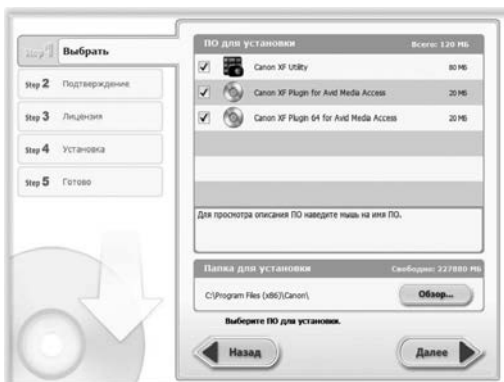 Step 1 Выбрать
Step 2 Подтверждение
Step 3 Лицензия
Step 4 Установка
Step 5 Готово
ПО для установки Всего: 120 МБ
Canon XF Utility 80 МБ
Canon XF Plugin for Avid Media Access 20 МБ
Canon XF Plugin 64 for Avid Media Access 20 МБ
Для просмотра описания ПО наведите мышь на имя ПО.
Папка для установки Свободно: 227880 МБ
C:\Program Files (x86)\Canon\ Обзор...
Выберите ПО для установки.
Назад Далее